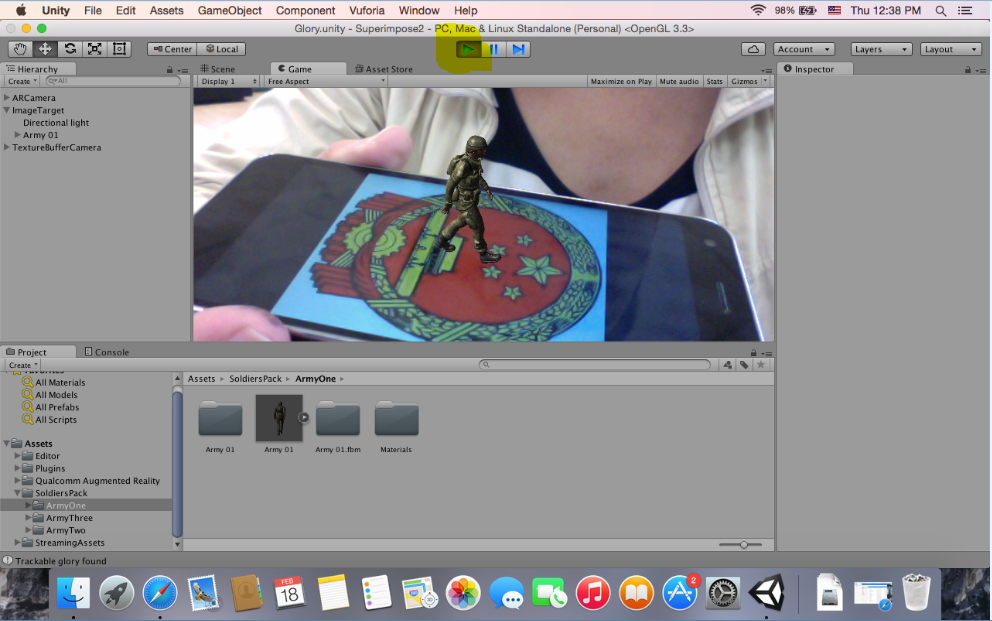 Unity File Edit Assets GameObject Component Vuforia Window Help 98% Thu 12:38 PM
Glory.unity - Superimpose2 - PC, Mac & Linux Standalone (Personal) <OpenGL 3.3>
Center Local Account Layers Layout
Hierarchy Scene Game Asset Store Inspector
Create All Display 1 Free Aspect Maximize on Play Mute audio Stats Gizmos
ARCamera
ImageTarget
Directional light
Army 01
TextureBufferCamera
Project Console
Create
Favorites
All Materials
All Models
All Prefabs
All Scripts
Assets
Editor
Plugins
Qualcomm Augmented Reality
SoldiersPack
ArmyOne
ArmyThree
ArmyTwo
StreamingAssets
Assets SoldiersPack ArmyOne
Army 01 Army 01 Army 01.fbm Materials
Trackable glory found
FEB
18
2